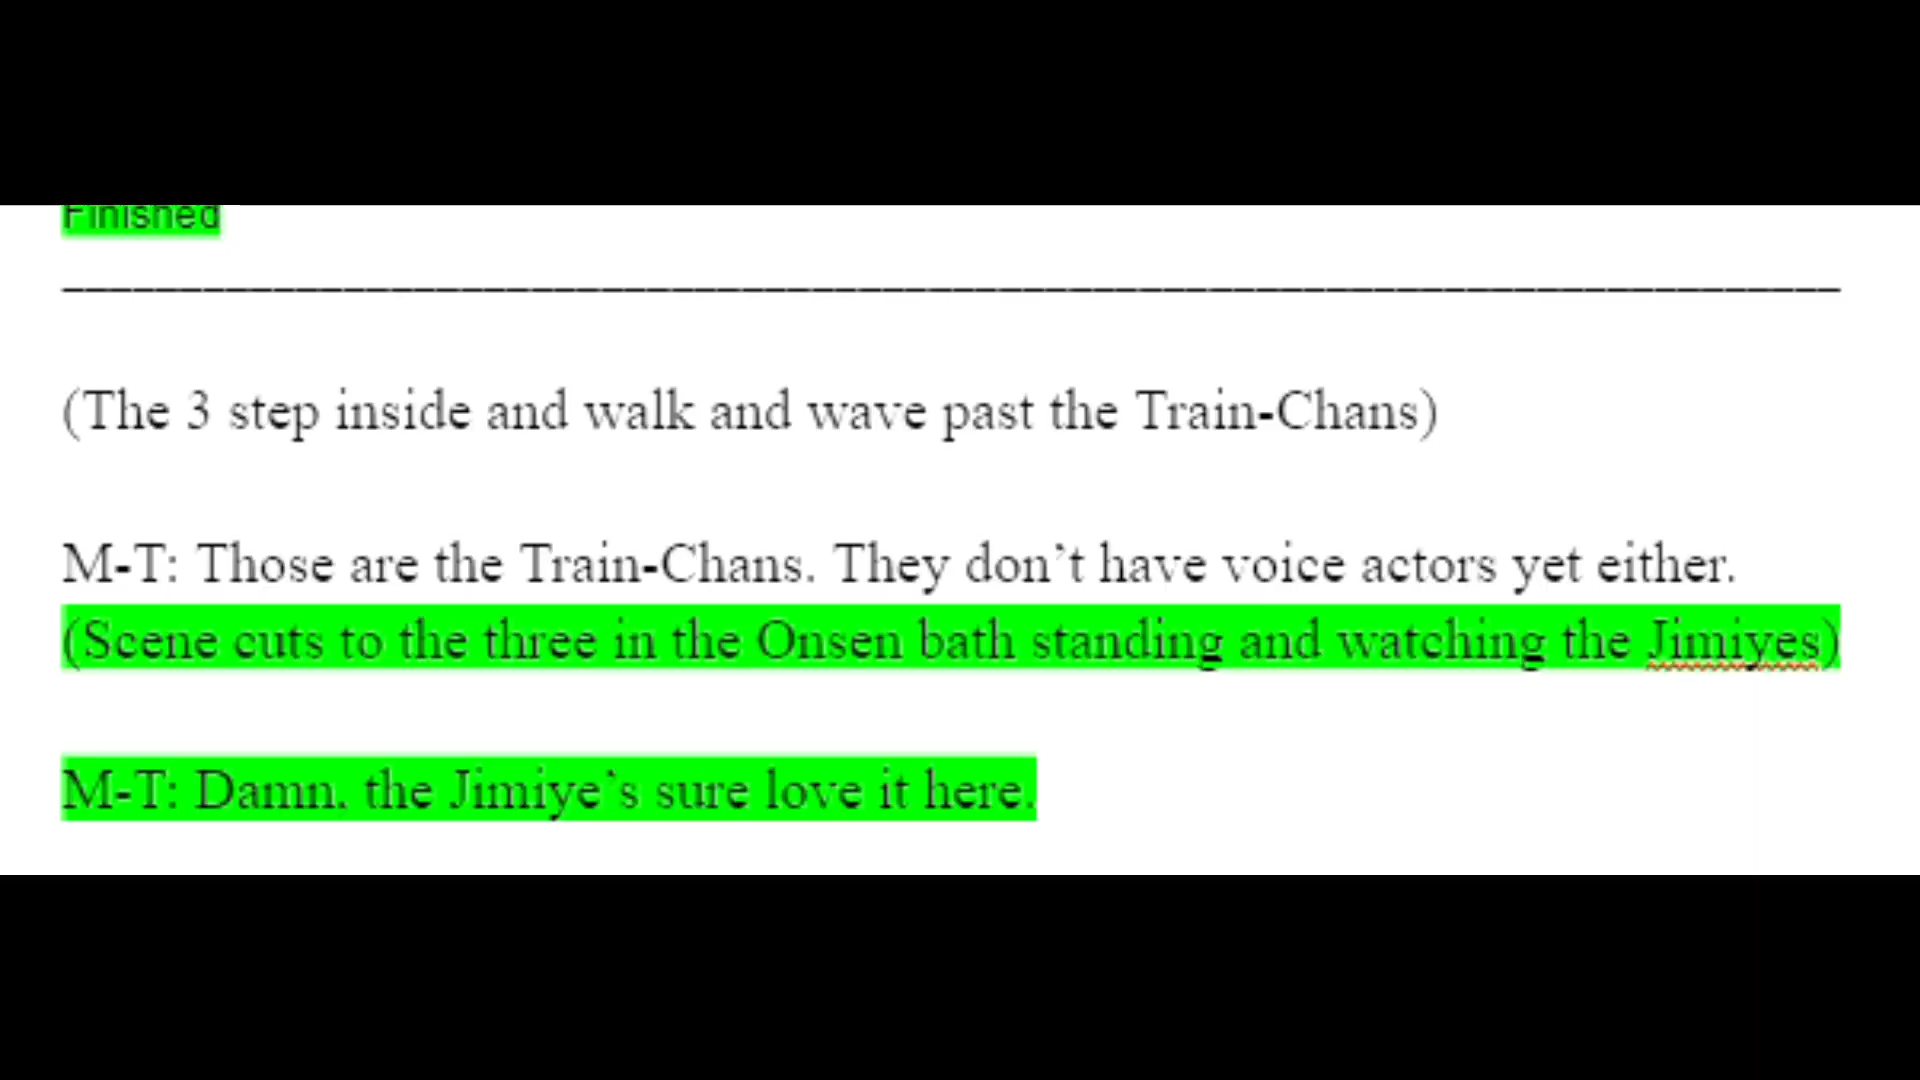 Finished
(The 3 step inside and walk and wave past the Train-Chans)
M-T: Those are the Train-Chans. They don’t have voice actors yet either.
(Scene cuts to the three in the Onsen bath standing and watching the Jimiyes)
M-T: Damn. the Jimiye’s sure love it here.